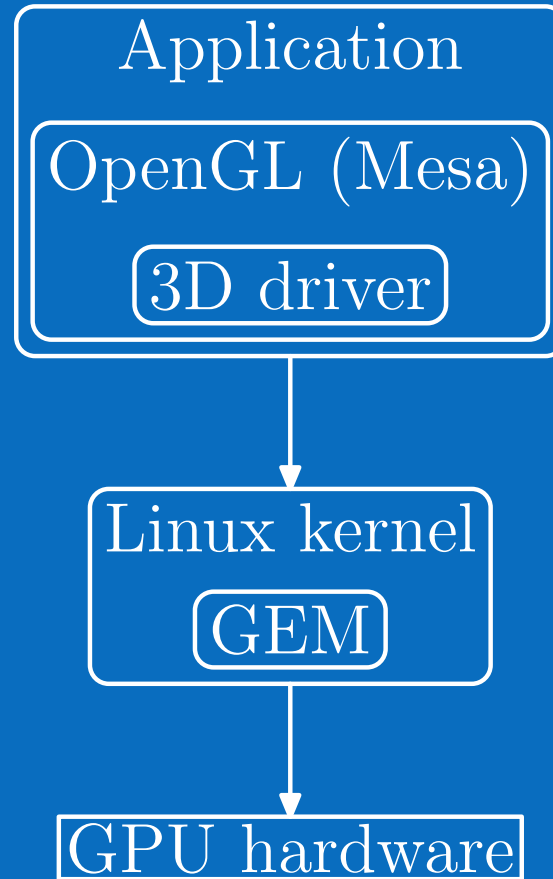 Application
OpenGL (Mesa)
3D driver
Linux kernel
GEM
GPU hardware